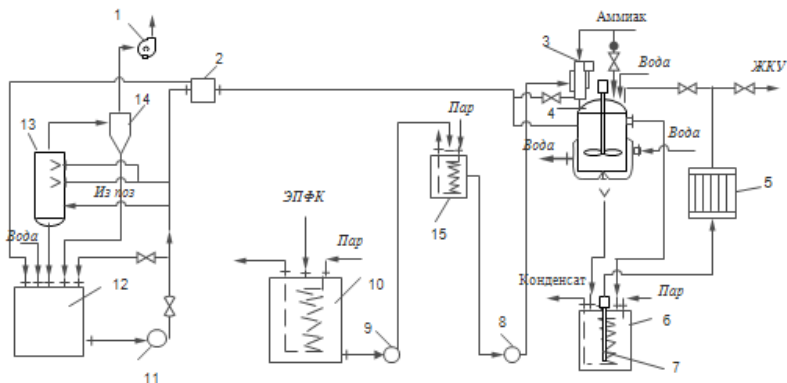 1
Аммиак
3
2
Вода
ЖКУ
14
4
Пар
13
Вода
Вода
Из поз
5
ЭПФК
15
Вода
Пар
Конденсат
12
10
Пар
6
9
8
7
11